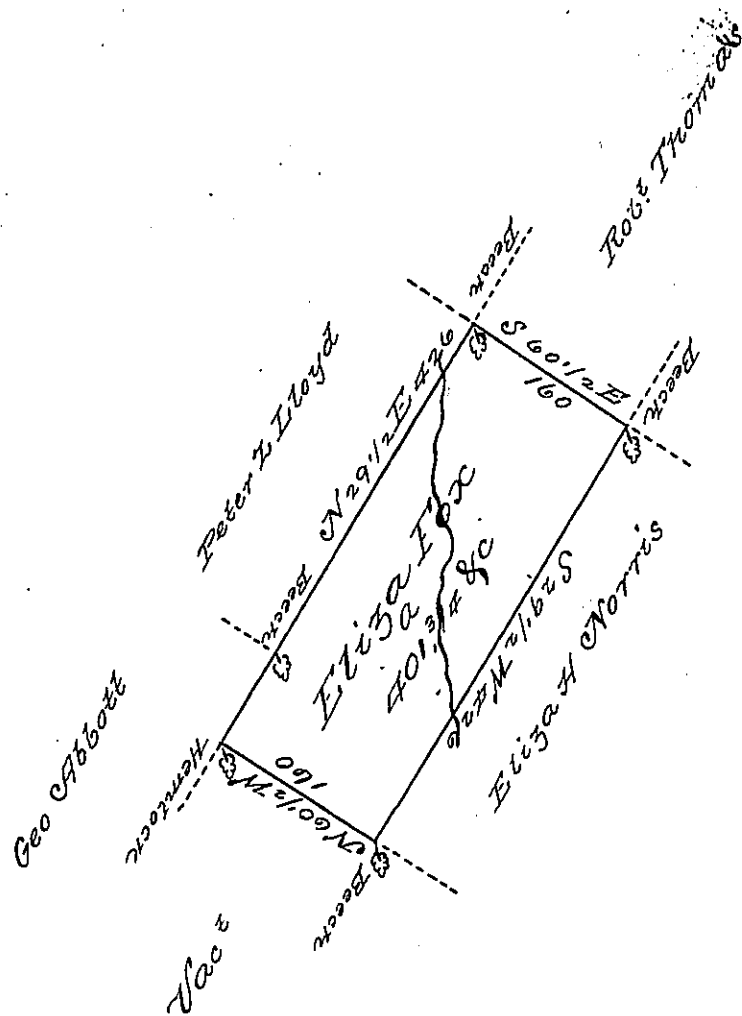 Robt. Thomas
Beech
Peter Z Lloyd
N 29 1/2 E 426
Beech
S 60 1/2 E
160
Beech
Geo Abbott
Hemlock
Eliza Fox
401 a 3/4 &c
N 60 1/2 W
160
S 29 1/2 W 426
Eliza H Norris
Vact
Beech